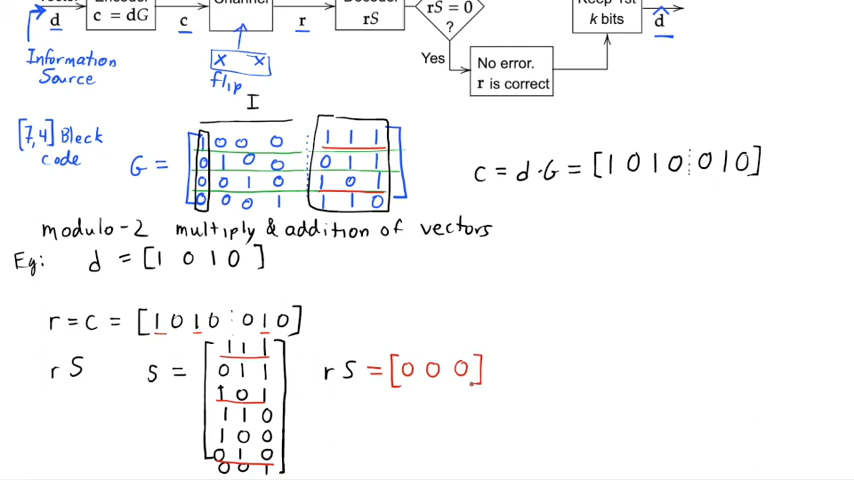 Encoder
Channel
Decoder
rS = 0
?
Keep 1st
k bits
c = dG
rS
d
c
r
d̂
Information
Source
x x
flip
Yes
No error.
r is correct
I
[7,4] Block
code
G =
1 0 0 0 1 1 1
0 1 0 0 0 1 1
0 0 1 0 1 0 1
0 0 0 1 1 1 0
c = d·G = [1 0 1 0 0 1 0]
modulo-2 multiply & addition of vectors
Eg: d = [1 0 1 0]
r = c = [1 0 1 0 0 1 0]
r S
S =
1 1 1
0 1 1
1 0 1
1 1 0
1 0 0
0 1 0
0 0 1
r S = [0 0 0]